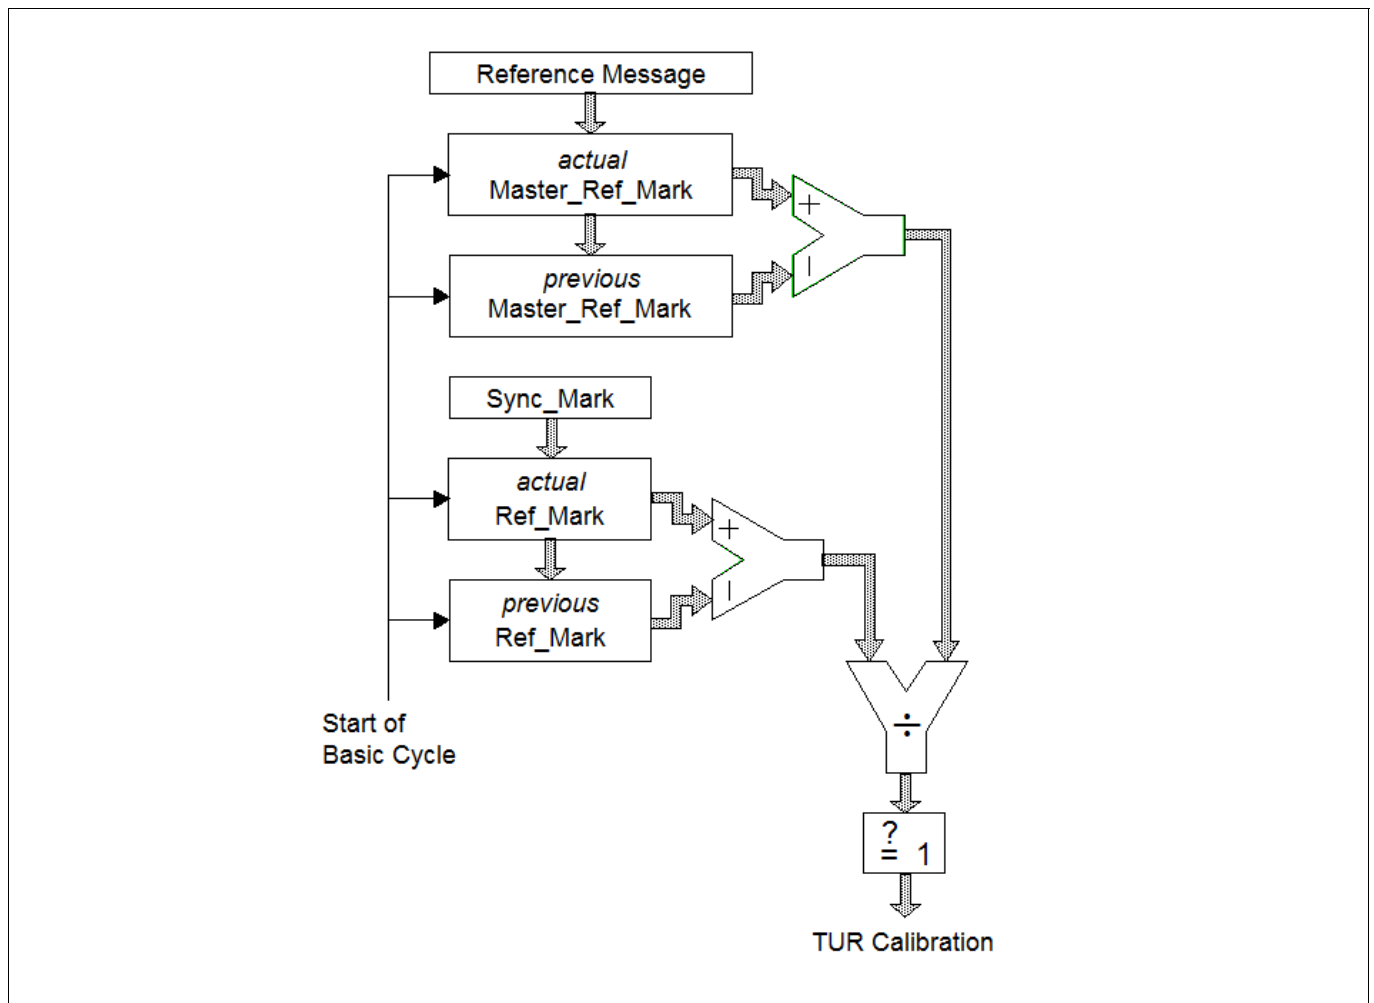 Reference Message
actual
Master_Ref_Mark
+
previous
Master_Ref_Mark
−
Sync_Mark
actual
Ref_Mark
+
previous
Ref_Mark
−
Start of
Basic Cycle
÷
?
= 1
TUR Calibration